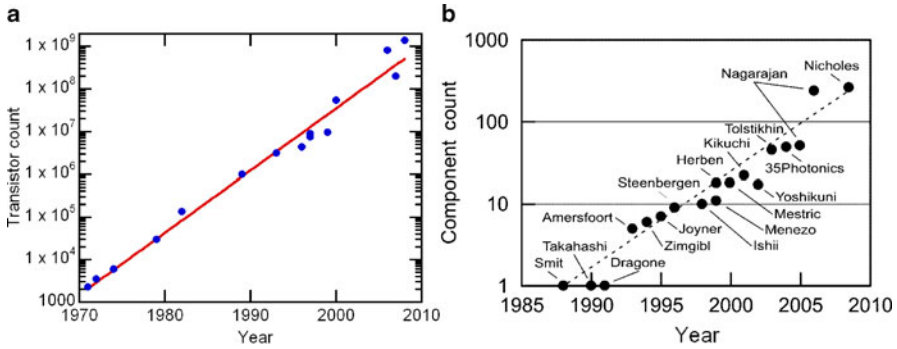 a
Transistor count
1 x 10⁹
1 x 10⁸
1 x 10⁷
1 x 10⁶
1 x 10⁵
1 x 10⁴
1000
1970
1980
1990
2000
2010
Year
b
Component count
1000
100
10
1
Nagarajan
Nicholes
Tolstikhin
Kikuchi
Herben
35Photonics
Steenbergen
Yoshikuni
Mestric
Amersfoort
Joyner
Menezo
Takahashi
Zimgibl
Ishii
Smit
Dragone
1985
1990
1995
2000
2005
2010
Year